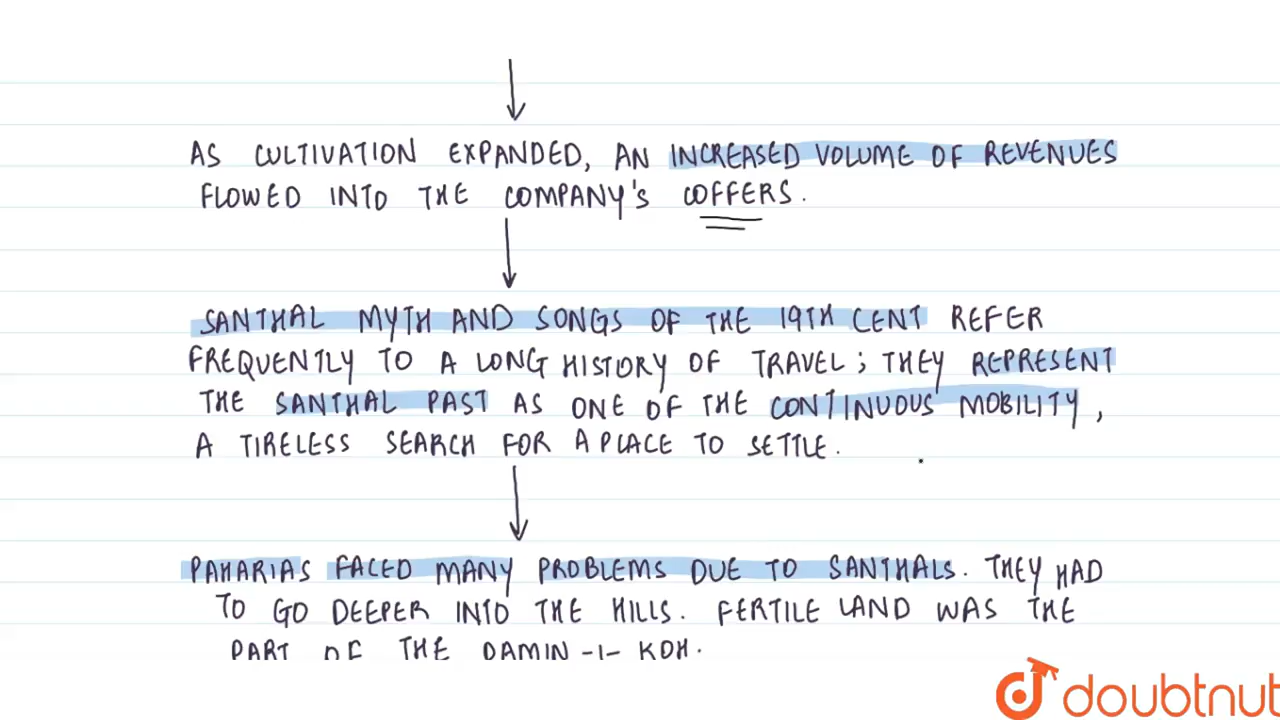 AS CULTIVATION EXPANDED, AN INCREASED VOLUME OF REVENUES
FLOWED INTO THE COMPANY'S COFFERS.
SANTHAL MYTH AND SONGS OF THE 19TH CENT REFER
FREQUENTLY TO A LONG HISTORY OF TRAVEL; THEY REPRESENT
THE SANTHAL PAST AS ONE OF THE CONTINUOUS MOBILITY,
A TIRELESS SEARCH FOR A PLACE TO SETTLE.
PAHARIAS FACED MANY PROBLEMS DUE TO SANTHALS. THEY HAD
TO GO DEEPER INTO THE HILLS. FERTILE LAND WAS THE
PART OF THE DAMIN -I- KOH.
doubtnut